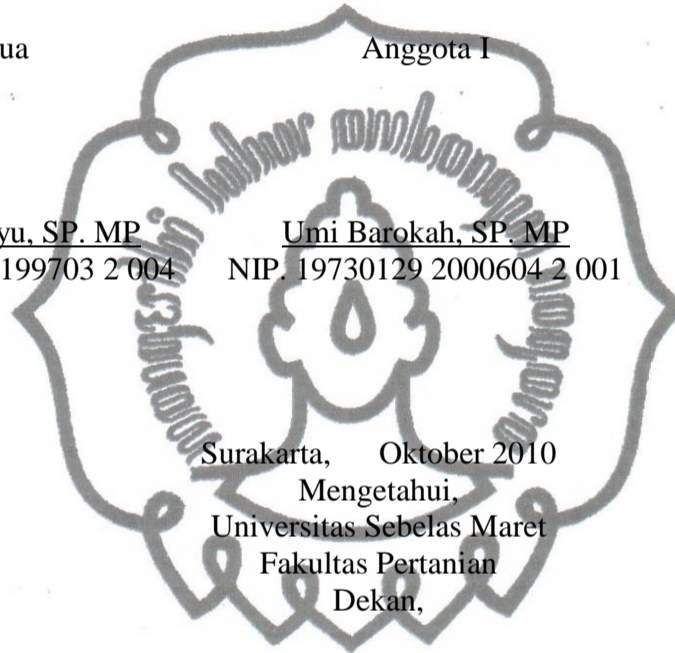 ua Anggota I
yu, SP. MP Umi Barokah, SP. MP
199703 2 004 NIP. 19730129 2000604 2 001
Surakarta, Oktober 2010
Mengetahui,
Universitas Sebelas Maret
Fakultas Pertanian
Dekan,